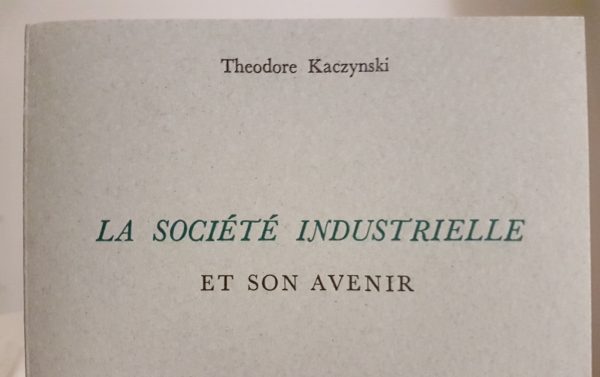 Theodore Kaczynski
LA SOCIÉTÉ INDUSTRIELLE
ET SON AVENIR